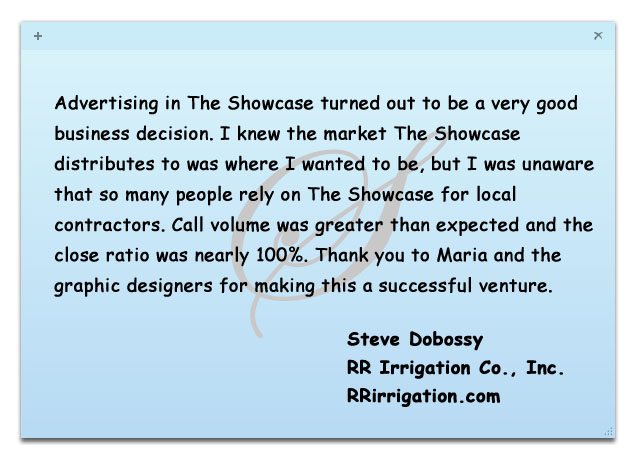 Advertising in The Showcase turned out to be a very good
business decision. I knew the market The Showcase
distributes to was where I wanted to be, but I was unaware
that so many people rely on The Showcase for local
contractors. Call volume was greater than expected and the
close ratio was nearly 100%. Thank you to Maria and the
graphic designers for making this a successful venture.
Steve Dobossy
RR Irrigation Co., Inc.
RRirrigation.com